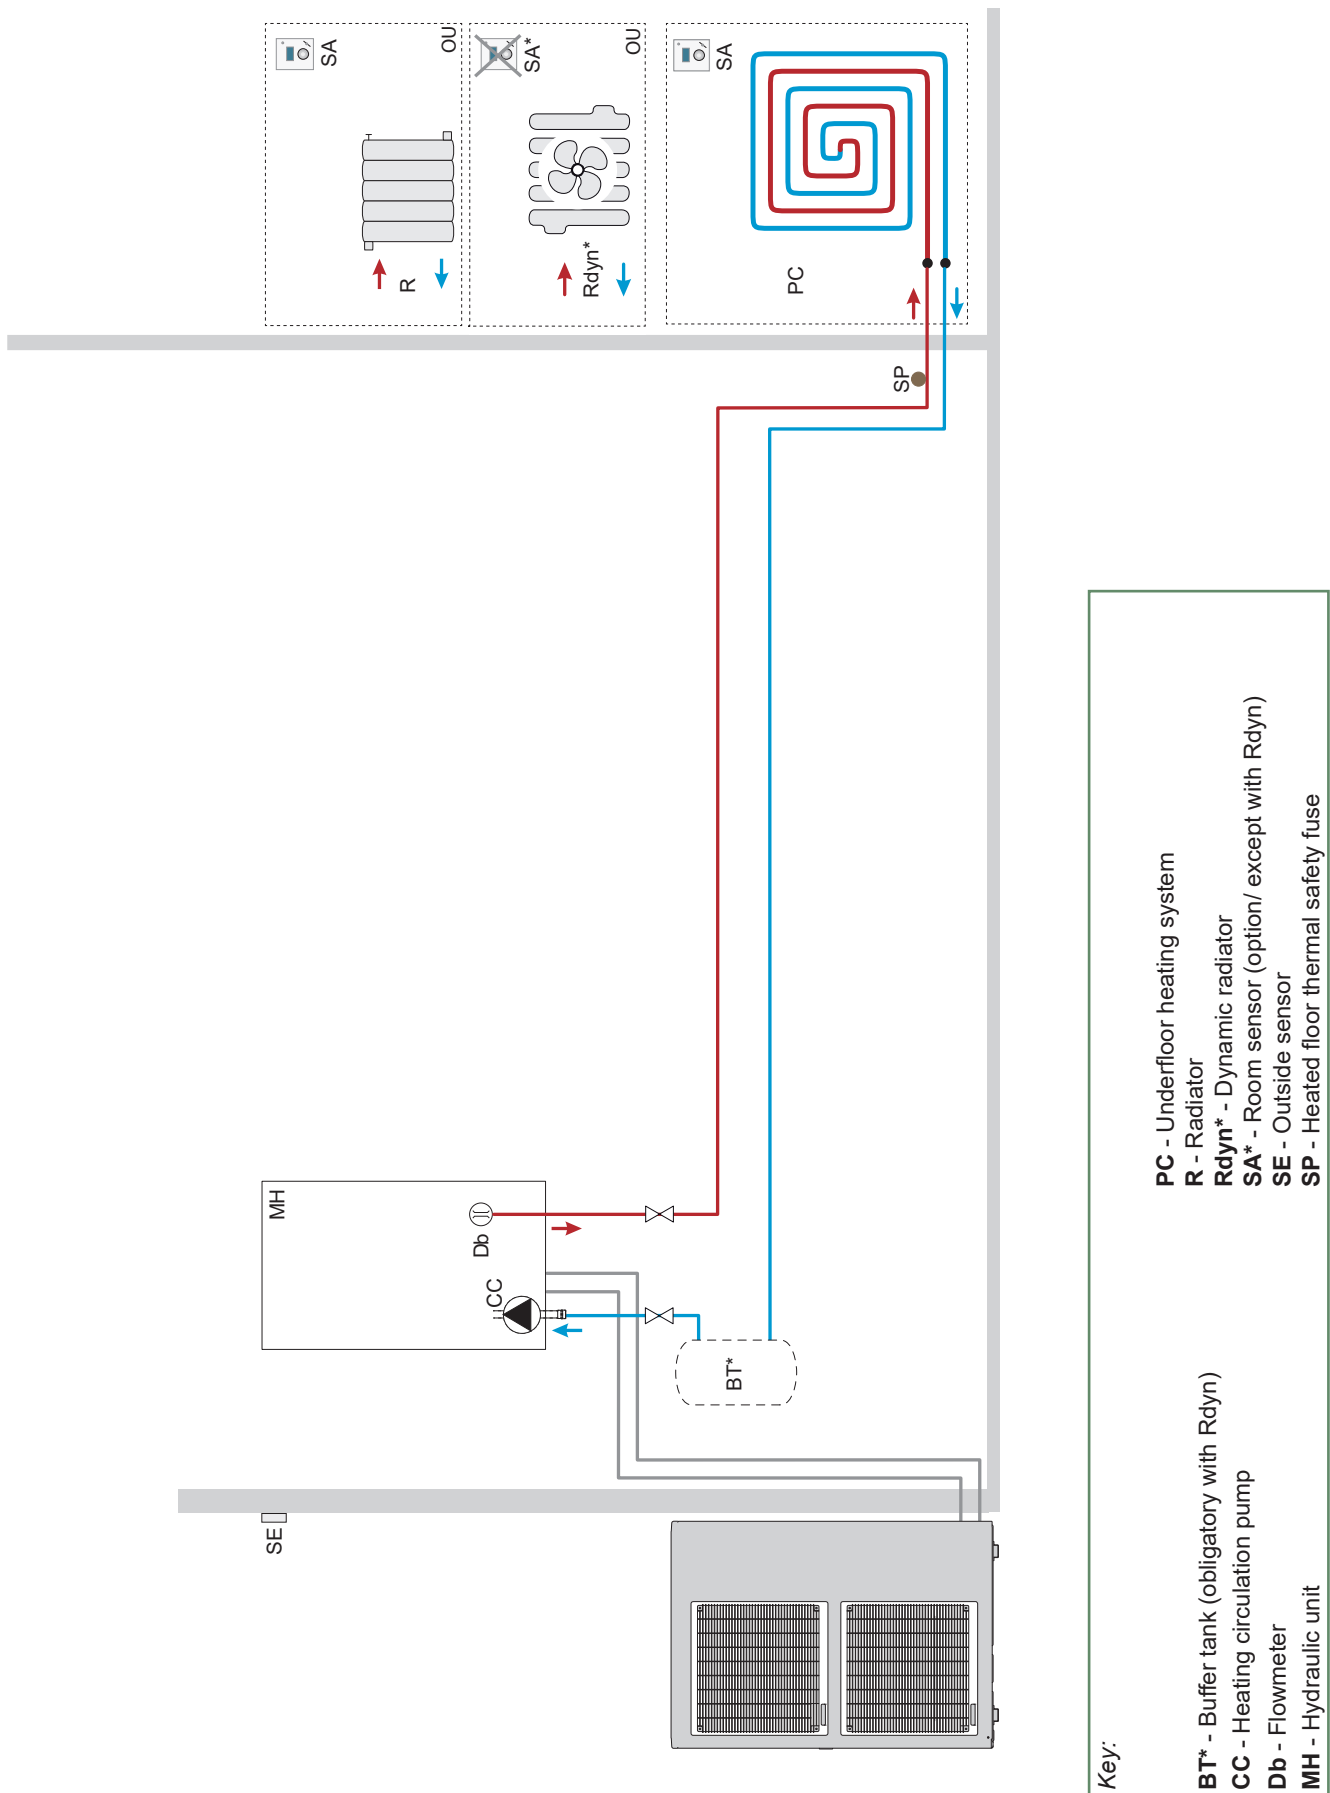 SE
MH
CC
Db
BT*
SP
R
SA
OU
Rdyn*
SA*
OU
PC
SA
Key:
BT* - Buffer tank (obligatory with Rdyn)
CC - Heating circulation pump
Db - Flowmeter
MH - Hydraulic unit
PC - Underfloor heating system
R - Radiator
Rdyn* - Dynamic radiator
SA* - Room sensor (option/ except with Rdyn)
SE - Outside sensor
SP - Heated floor thermal safety fuse